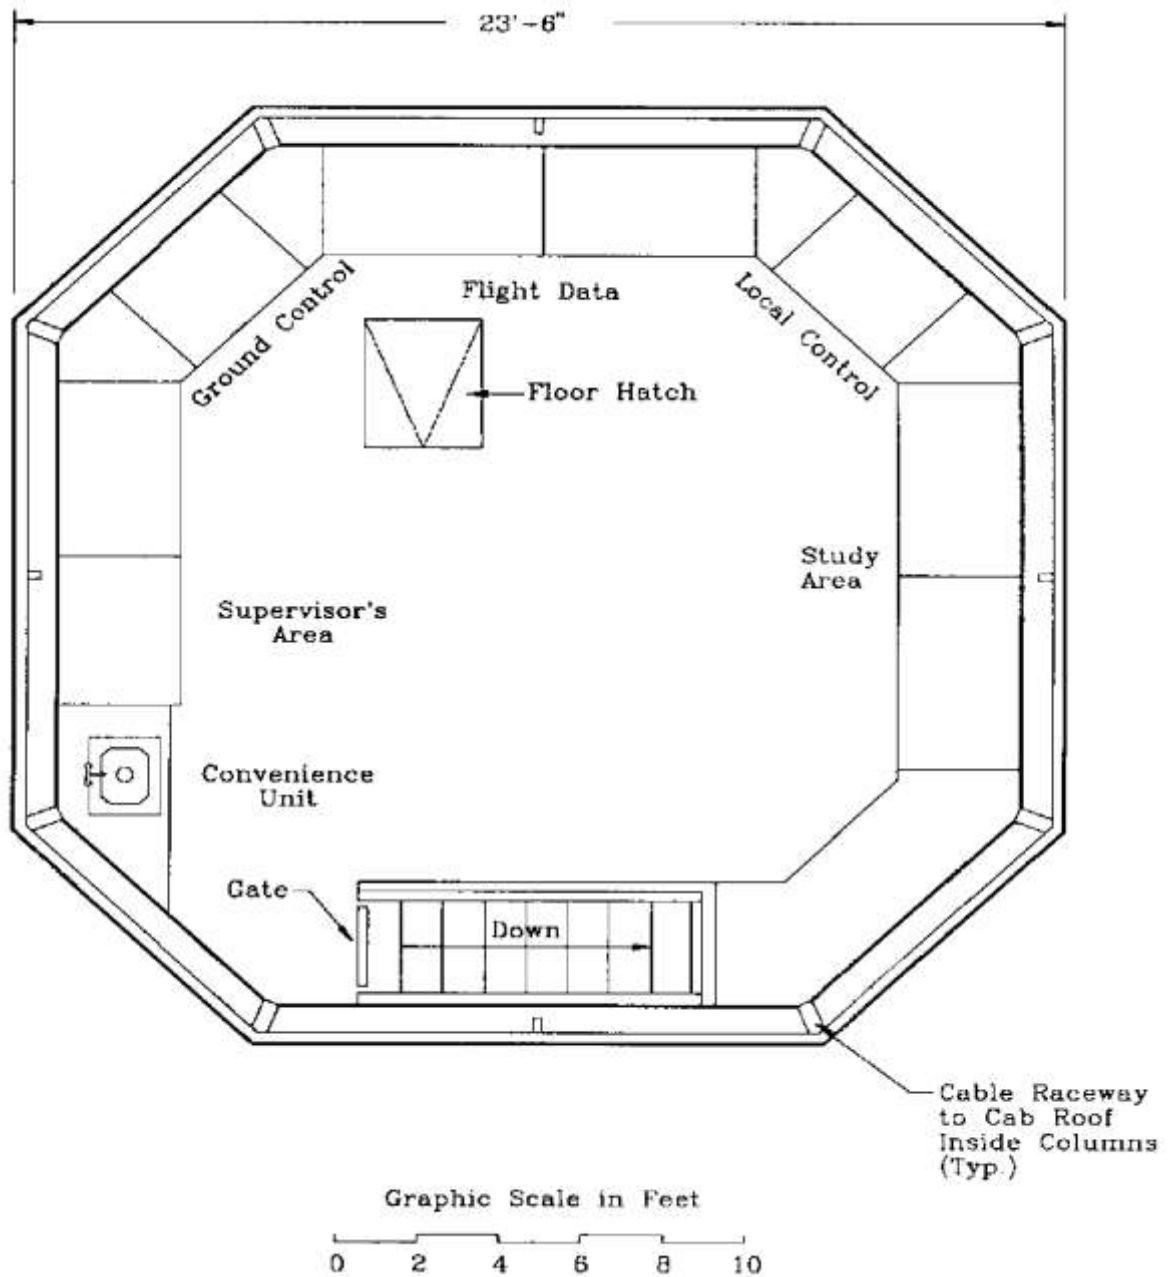 23'-6"
Ground Control
Flight Data
Local Control
Floor Hatch
Study
Area
Supervisor's
Area
Convenience
Unit
Gate
Down
Cable Raceway
to Cab Roof
Inside Columns
(Typ.)
Graphic Scale in Feet
0 2 4 6 8 10